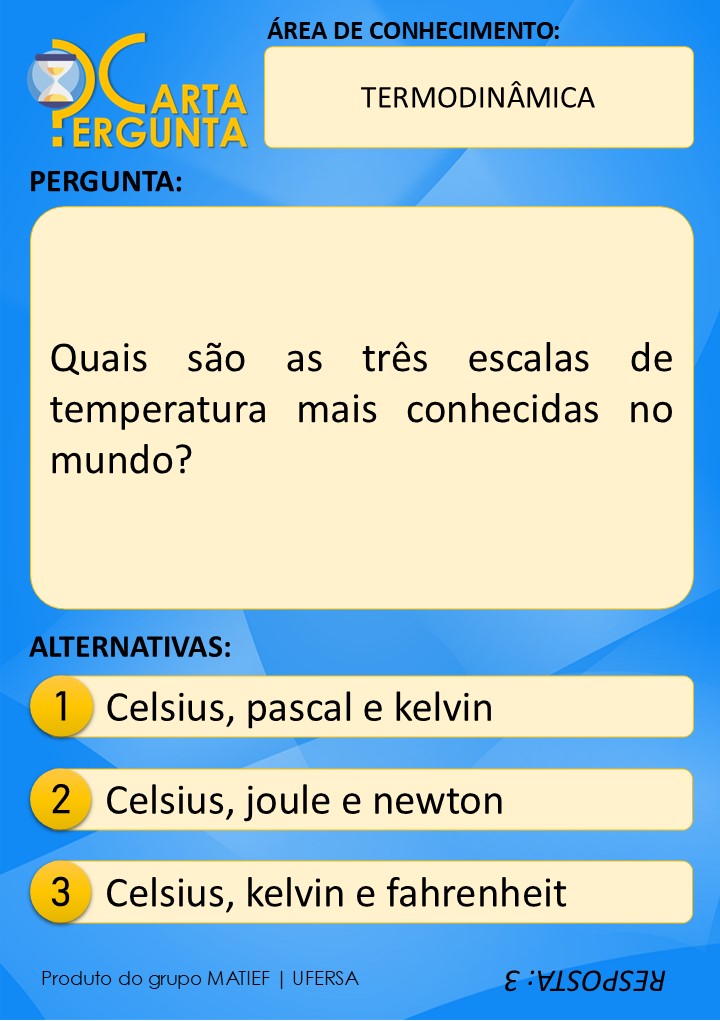 CARTA
PERGUNTA
ÁREA DE CONHECIMENTO:
TERMODINÂMICA
PERGUNTA:
Quais são as três escalas de
temperatura mais conhecidas no
mundo?
ALTERNATIVAS:
1 Celsius, pascal e kelvin
2 Celsius, joule e newton
3 Celsius, kelvin e fahrenheit
Produto do grupo MATIEF | UFERSA
RESPOSTA: 3